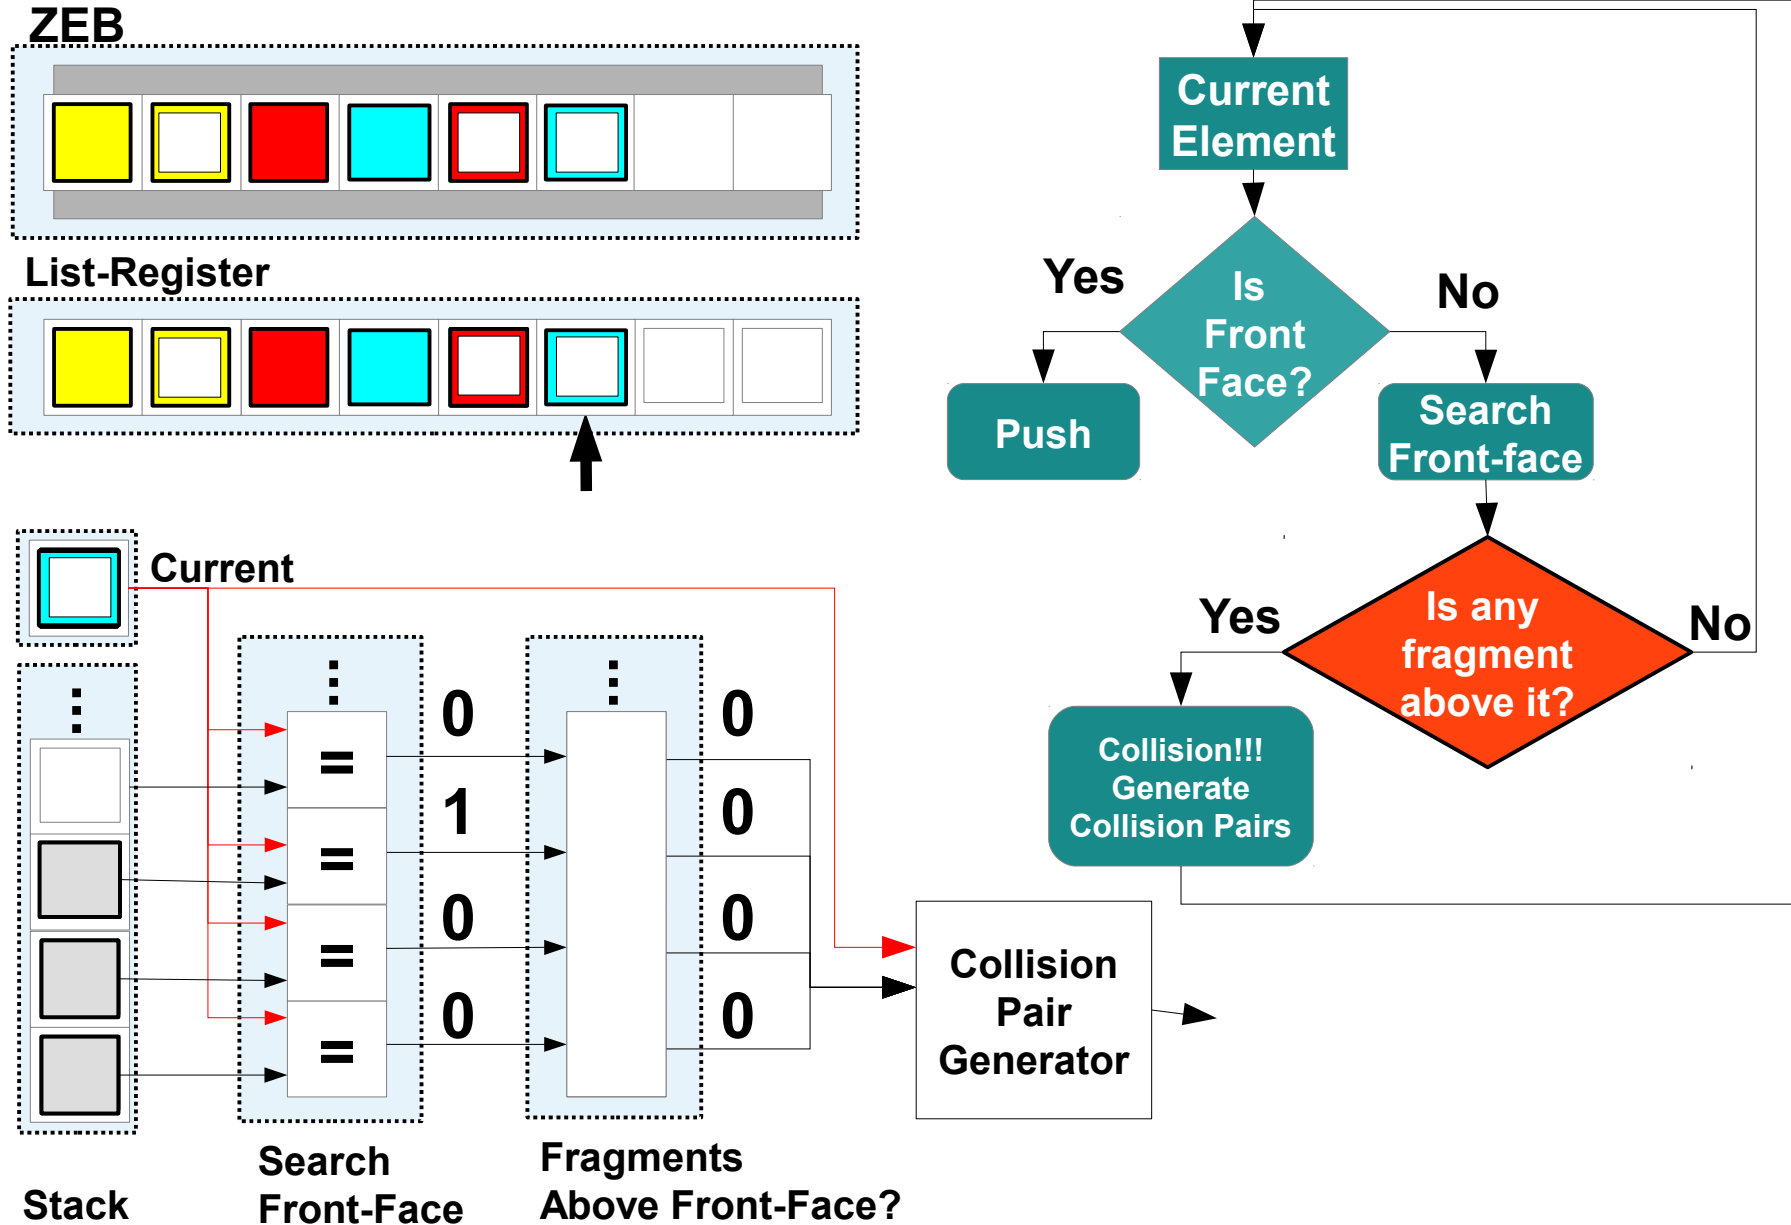 ZEB
List-Register
Current
0
1
0
0
0
0
0
0
=
=
=
=
Stack
Search
Front-Face
Fragments
Above Front-Face?
Collision
Pair
Generator
Current
Element
Is
Front
Face?
Yes
No
Push
Search
Front-face
Is any
fragment
above it?
Yes
No
Collision!!!
Generate
Collision Pairs